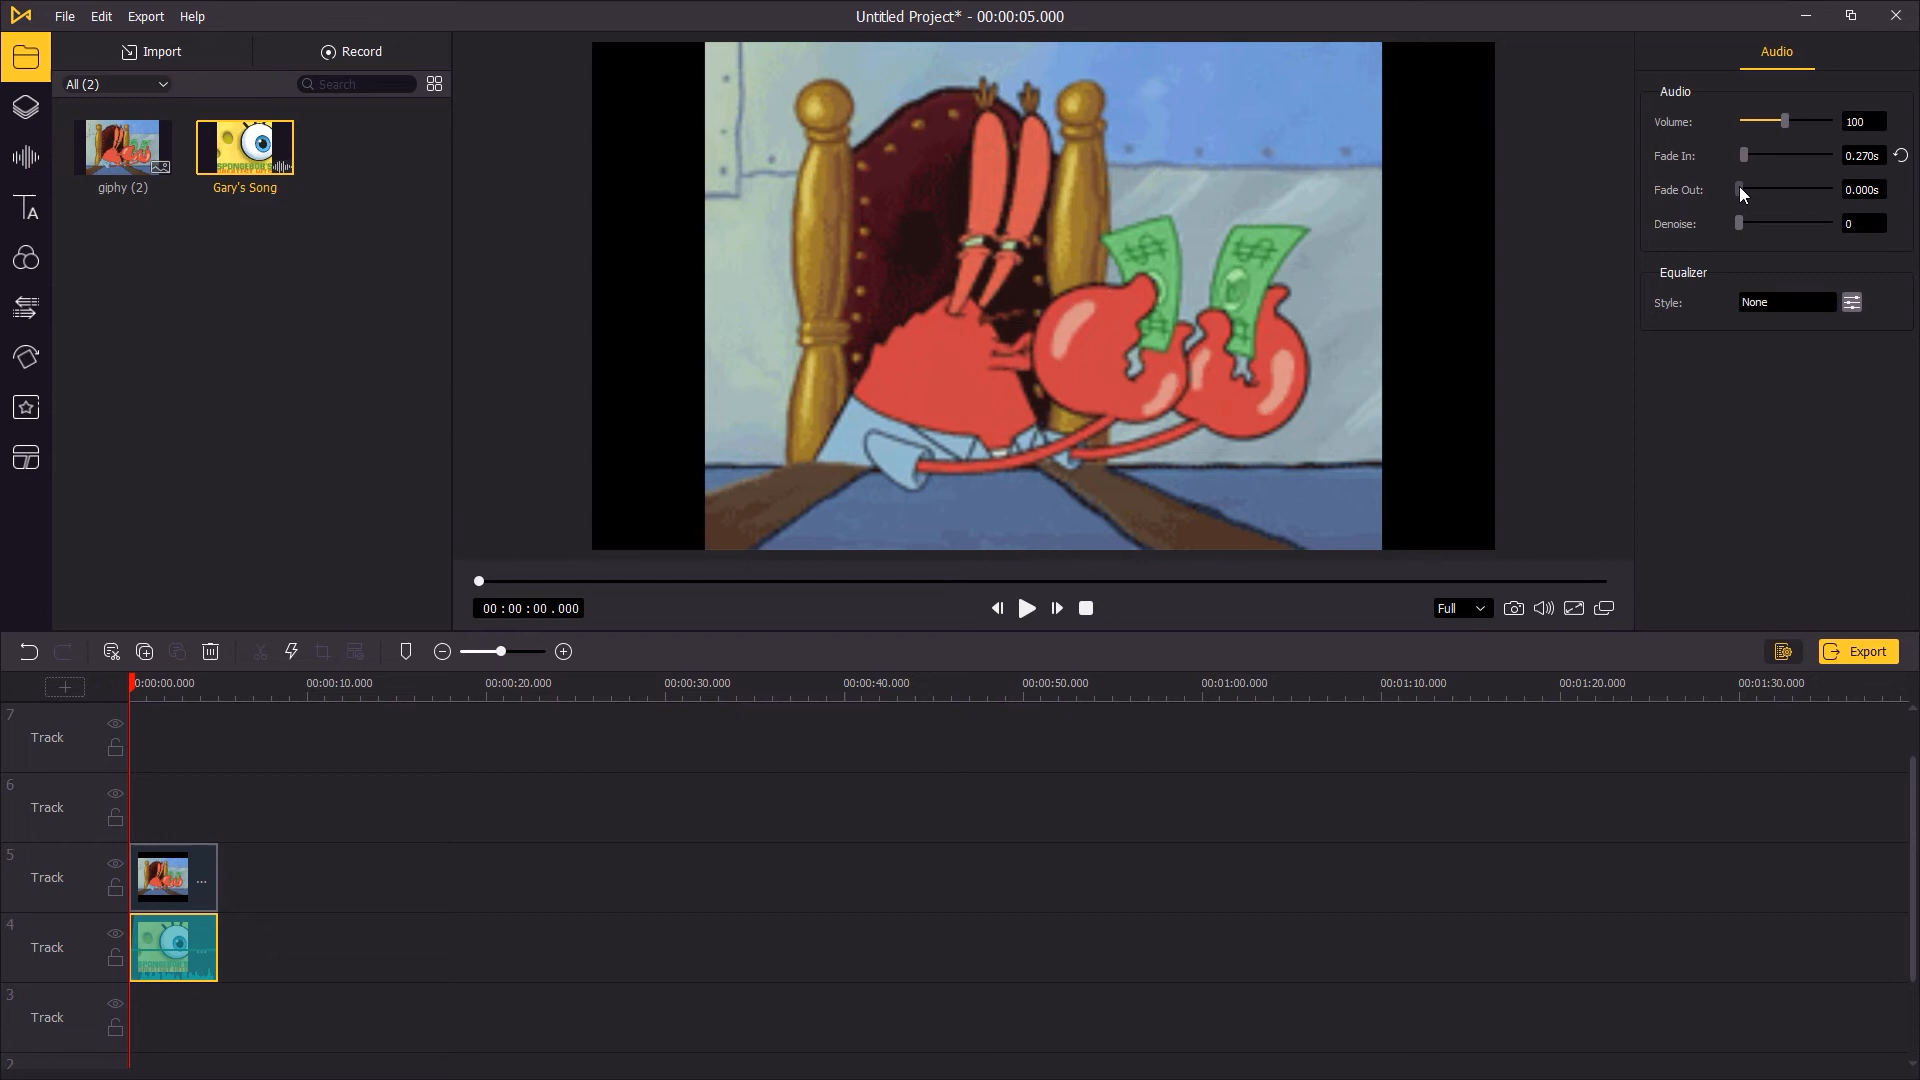 File Edit Export Help
Untitled Project* - 00:00:05.000
Import
Record
All (2)
Search
giphy (2)
Gary's Song
Audio
Audio
Volume:
100
Fade In:
0.270s
Fade Out:
0.000s
Denoise:
0
Equalizer
Style:
None
00:00:00.000
Full
Export
0:00:00.000
00:00:10.000
00:00:20.000
00:00:30.000
00:00:40.000
00:00:50.000
00:01:00.000
00:01:10.000
00:01:20.000
00:01:30.000
7
Track
6
Track
5
Track
...
4
Track
3
Track
2